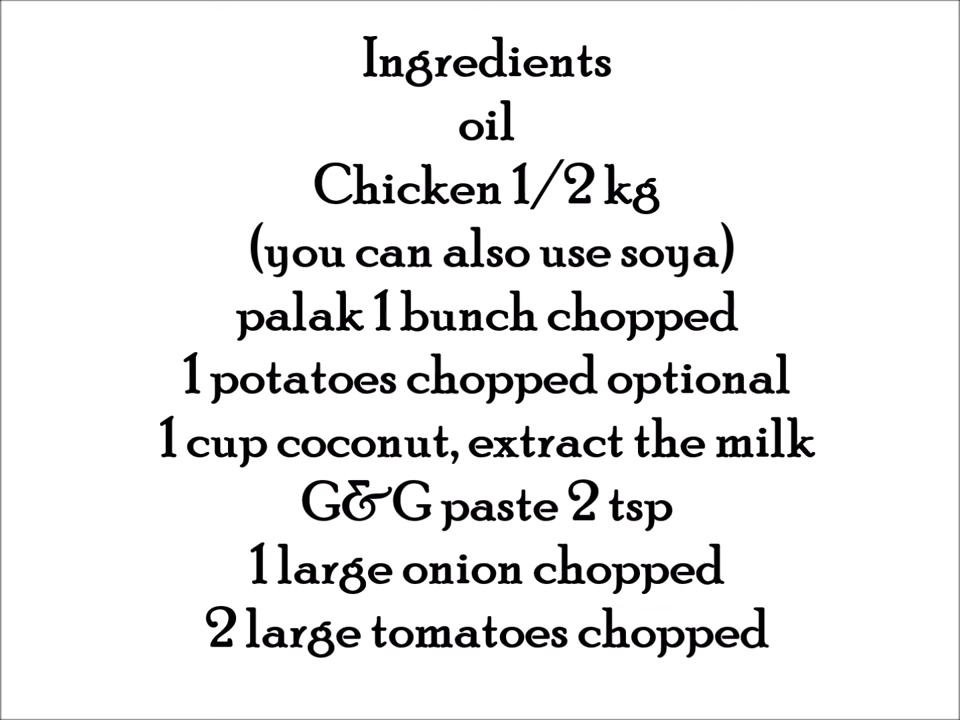 Ingredients
oil
Chicken 1/2 kg
(you can also use soya)
palak 1 bunch chopped
1 potatoes chopped optional
1 cup coconut, extract the milk
G&G paste 2 tsp
1 large onion chopped
2 large tomatoes chopped